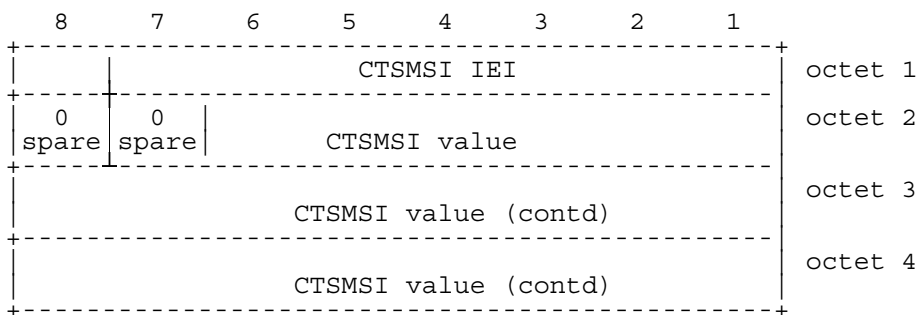 8 7 6 5 4 3 2 1
CTSMSI IEI octet 1
0 0 octet 2
spare spare CTSMSI value
octet 3
CTSMSI value (contd)
octet 4
CTSMSI value (contd)